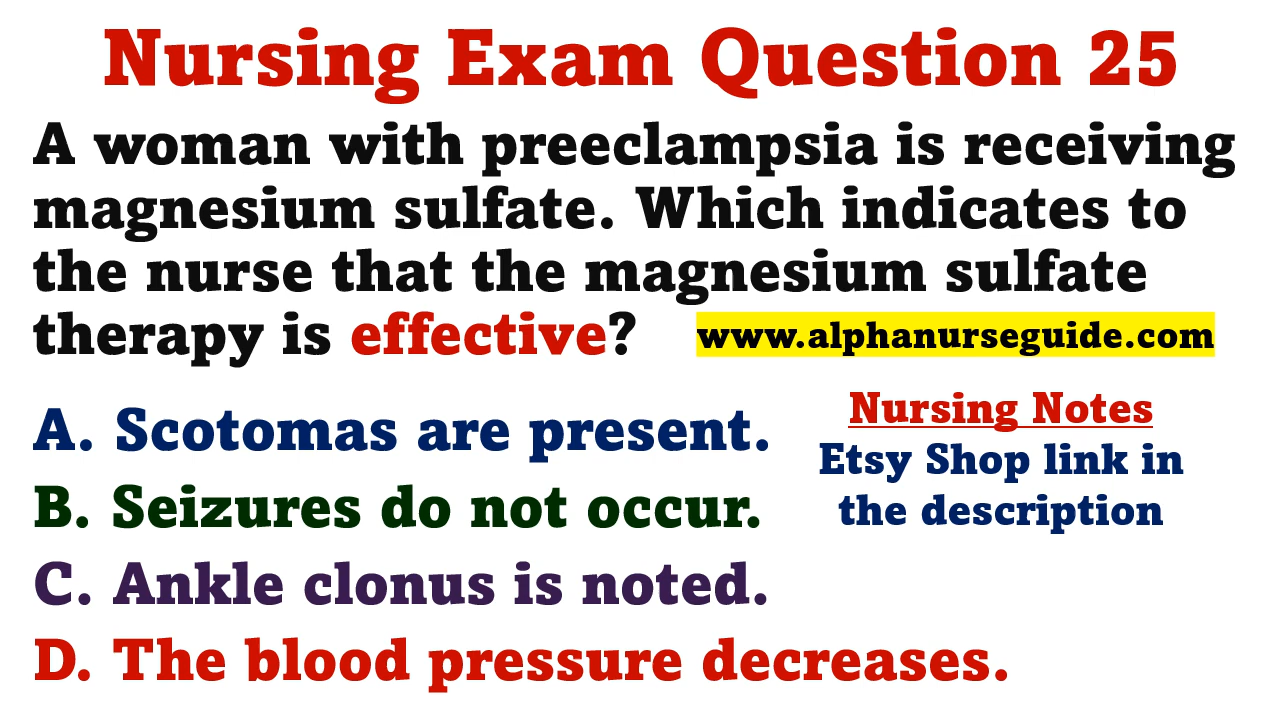 Nursing Exam Question 25
A woman with preeclampsia is receiving
magnesium sulfate. Which indicates to
the nurse that the magnesium sulfate
therapy is effective?
www.alphanurseguide.com
A. Scotomas are present.
B. Seizures do not occur.
C. Ankle clonus is noted.
D. The blood pressure decreases.
Nursing Notes
Etsy Shop link in
the description